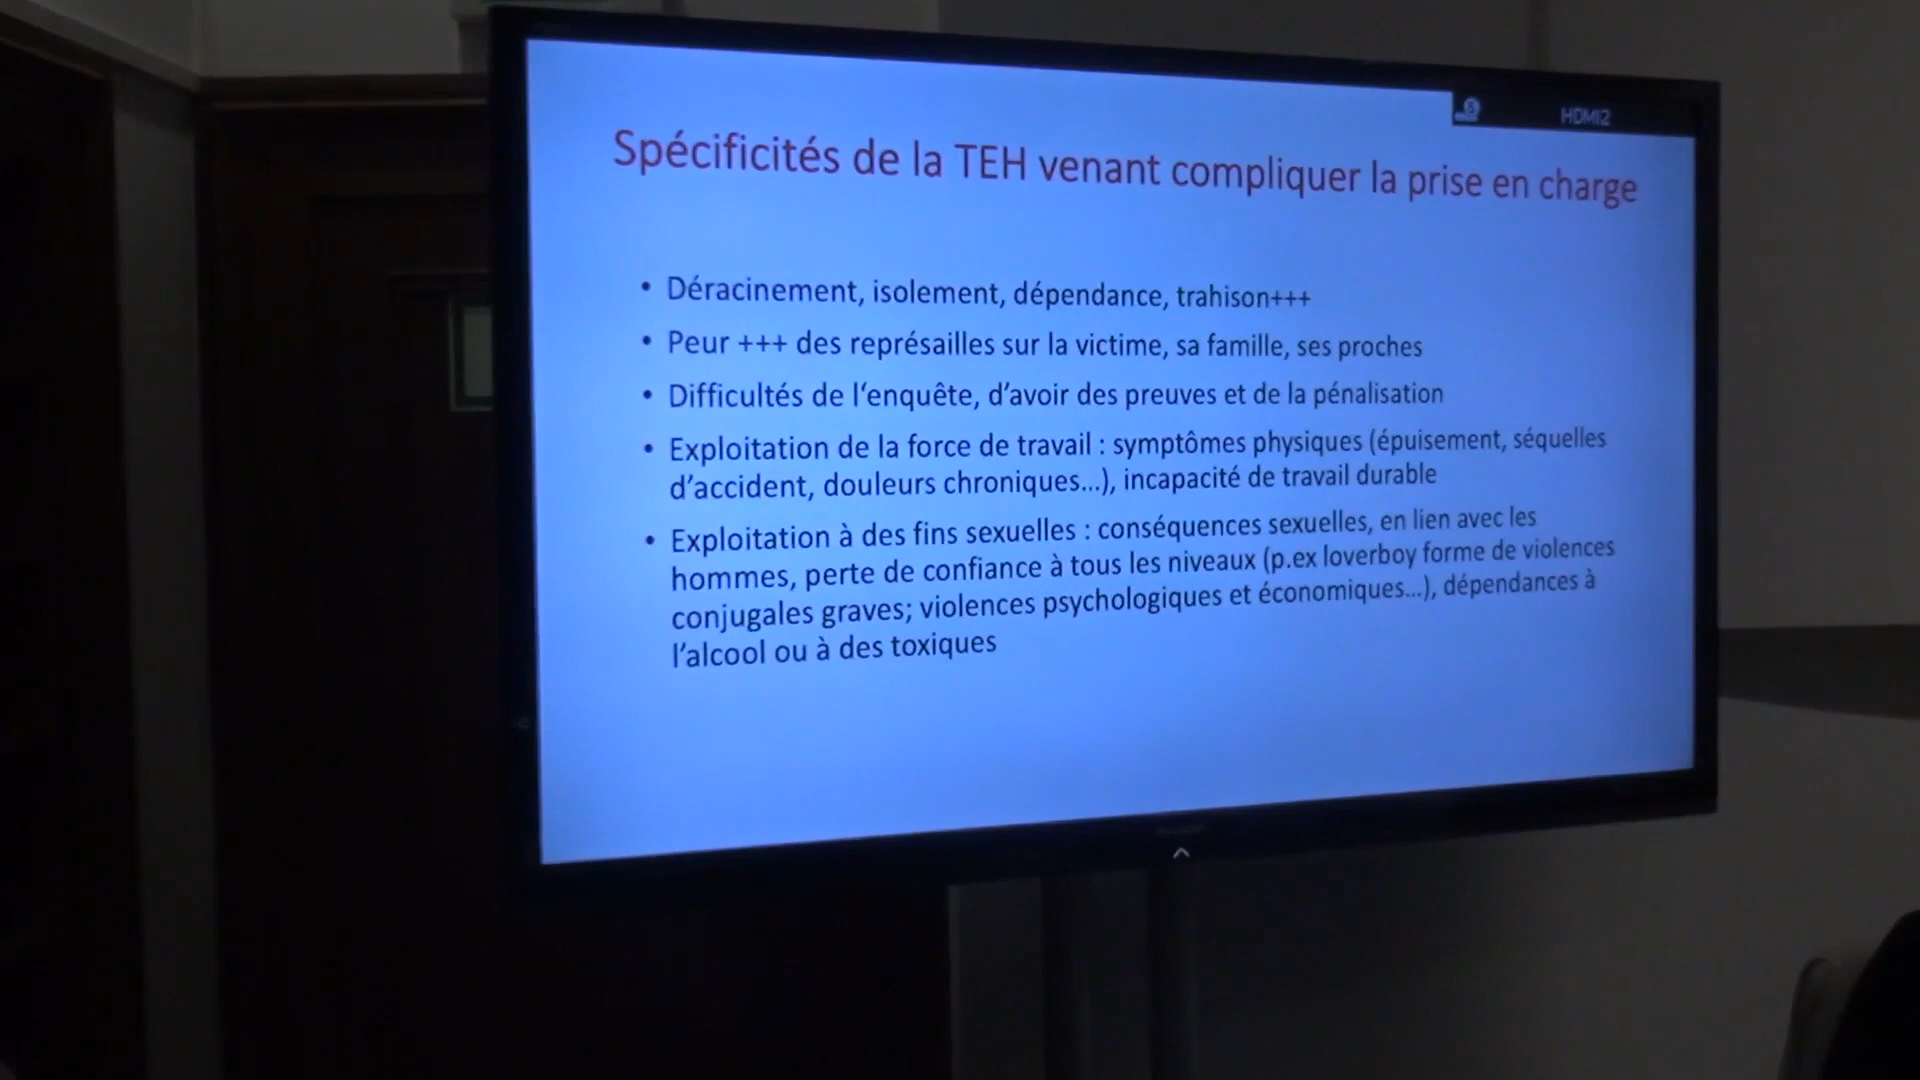 HDMI2
Spécificités de la TEH venant compliquer la prise en charge
• Déracinement, isolement, dépendance, trahison+++
• Peur +++ des représailles sur la victime, sa famille, ses proches
• Difficultés de l‘enquête, d’avoir des preuves et de la pénalisation
• Exploitation de la force de travail : symptômes physiques (épuisement, séquelles
d’accident, douleurs chroniques…), incapacité de travail durable
• Exploitation à des fins sexuelles : conséquences sexuelles, en lien avec les
hommes, perte de confiance à tous les niveaux (p.ex loverboy forme de violences
conjugales graves; violences psychologiques et économiques…), dépendances à
l’alcool ou à des toxiques